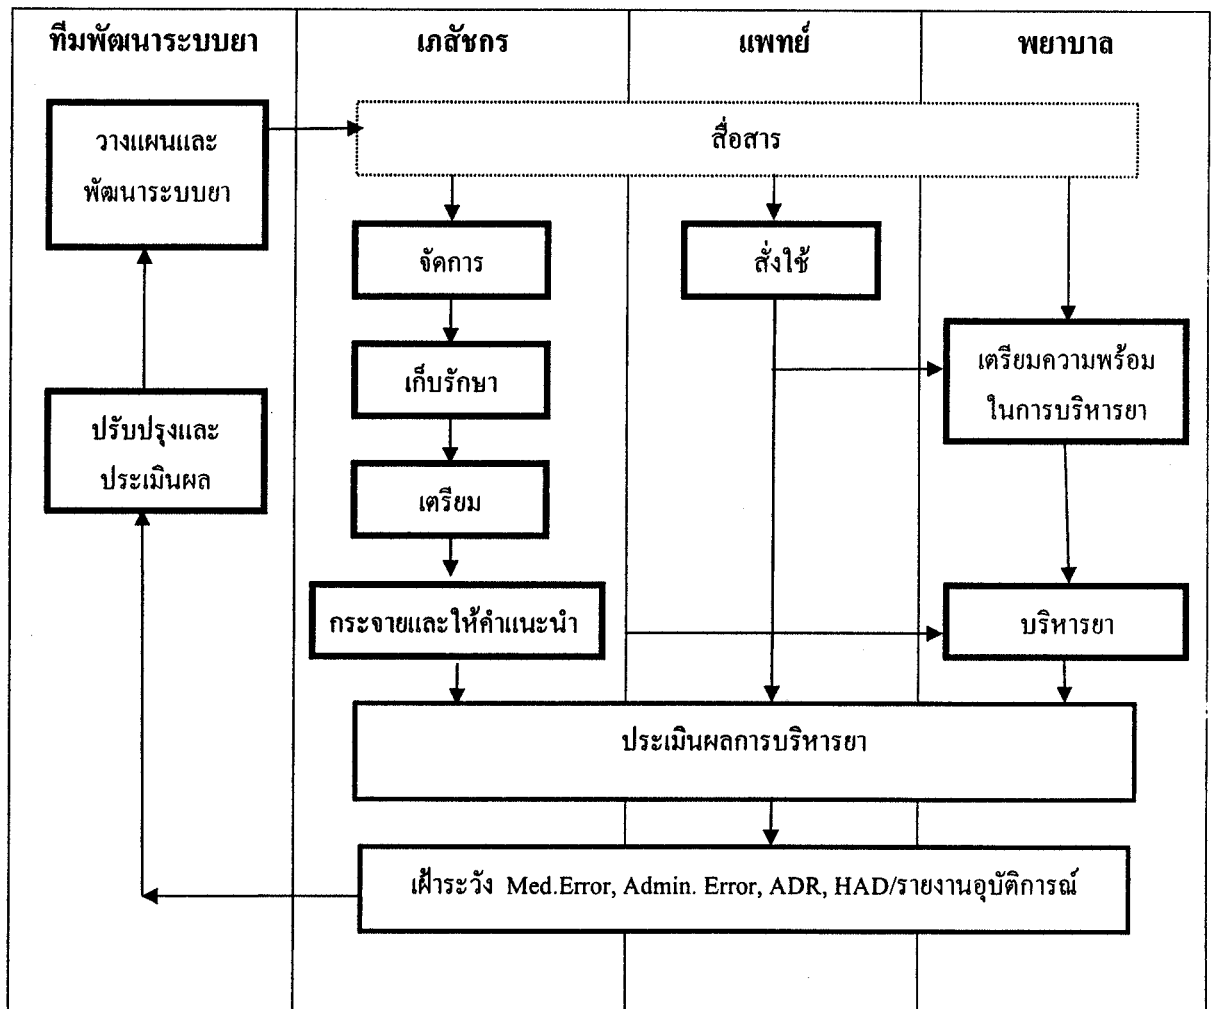 ทีมพัฒนาระบบยา
เภสัชกร
แพทย์
พยาบาล
วางแผนและ
พัฒนาระบบยา
สื่อสาร
จัดการ
สั่งใช้
เก็บรักษา
เตรียมความพร้อม
ในการบริหารยา
ปรับปรุงและ
ประเมินผล
เตรียม
กระจายและให้คำแนะนำ
บริหารยา
ประเมินผลการบริหารยา
เฝ้าระวัง Med.Error, Admin. Error, ADR, HAD/รายงานอุบัติการณ์